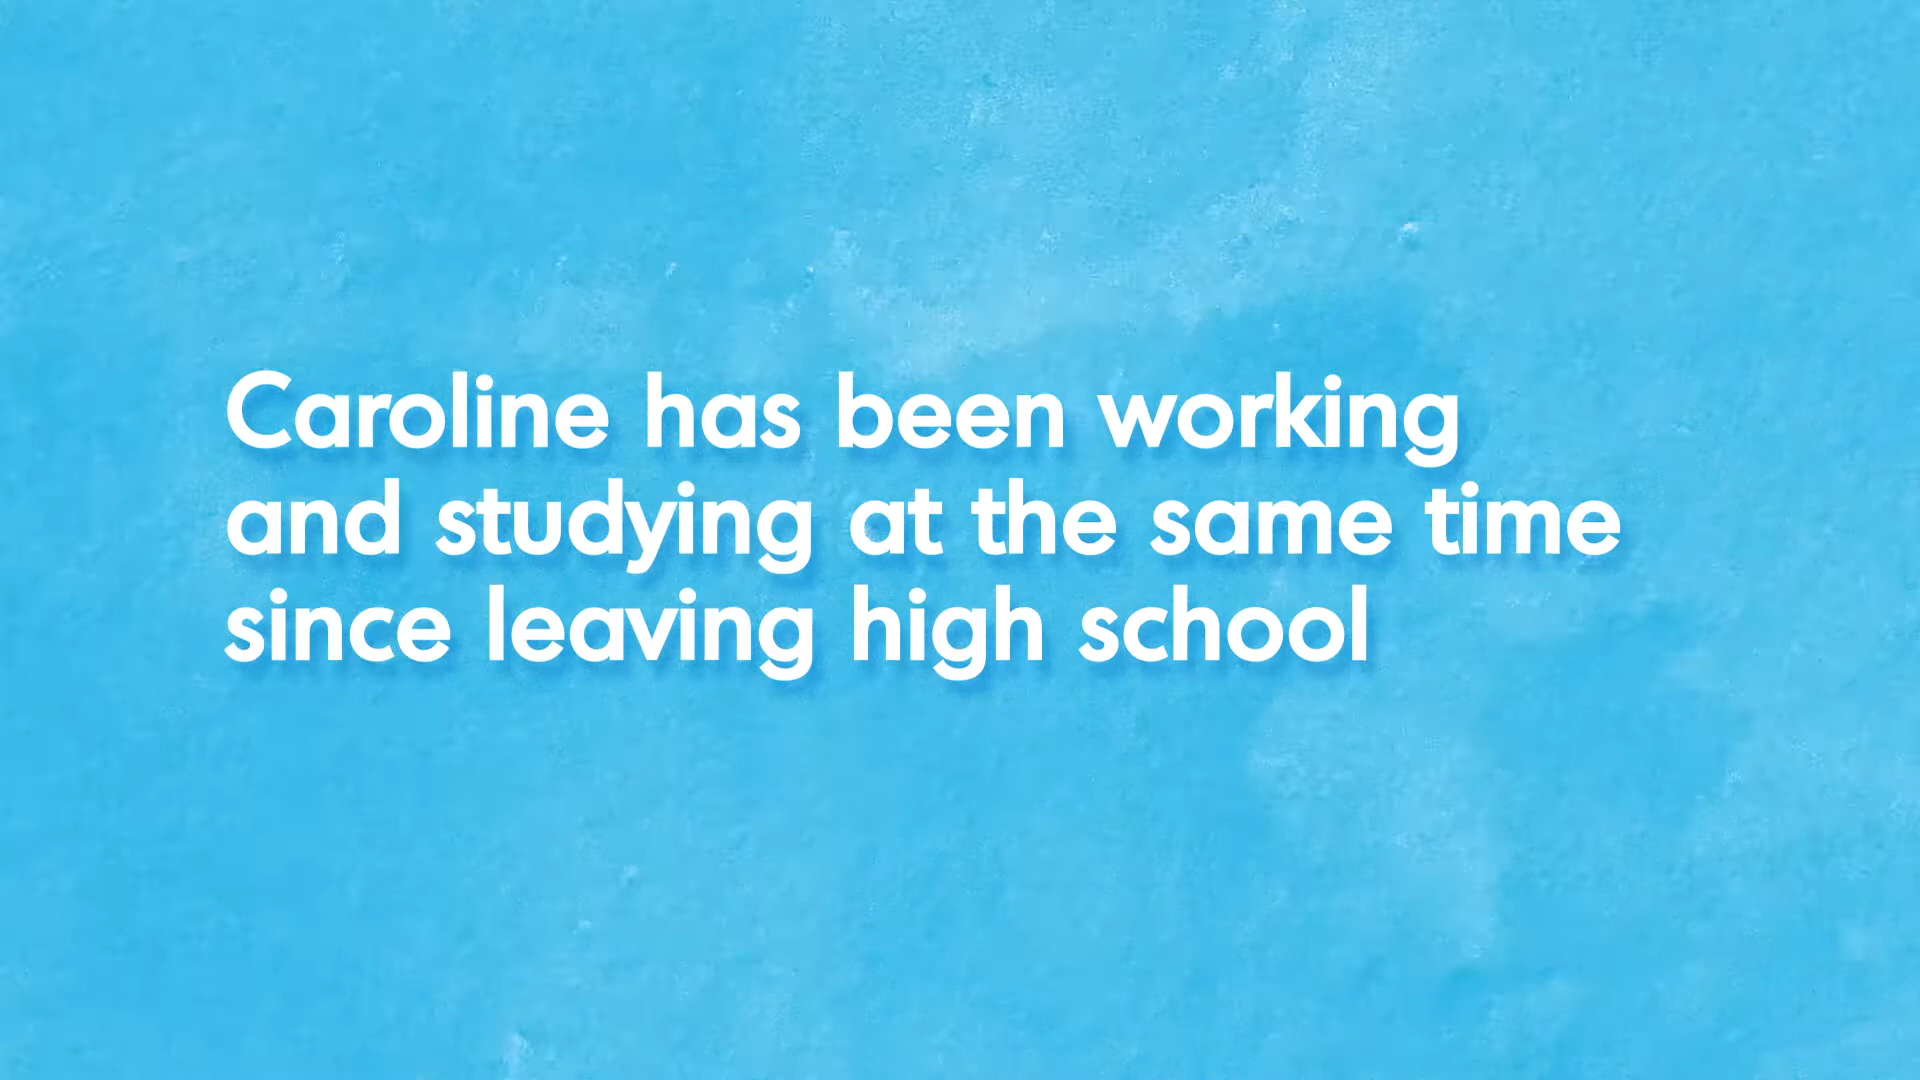 Caroline has been working
and studying at the same time
since leaving high school